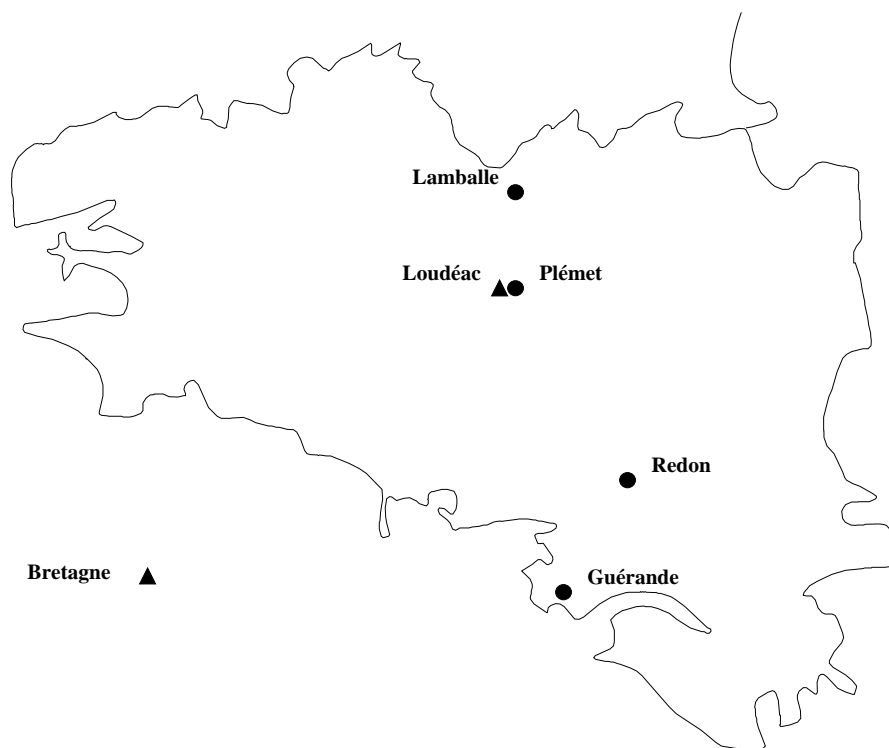 Lamballe
Loudéac
Plémet
Redon
Bretagne
Guérande